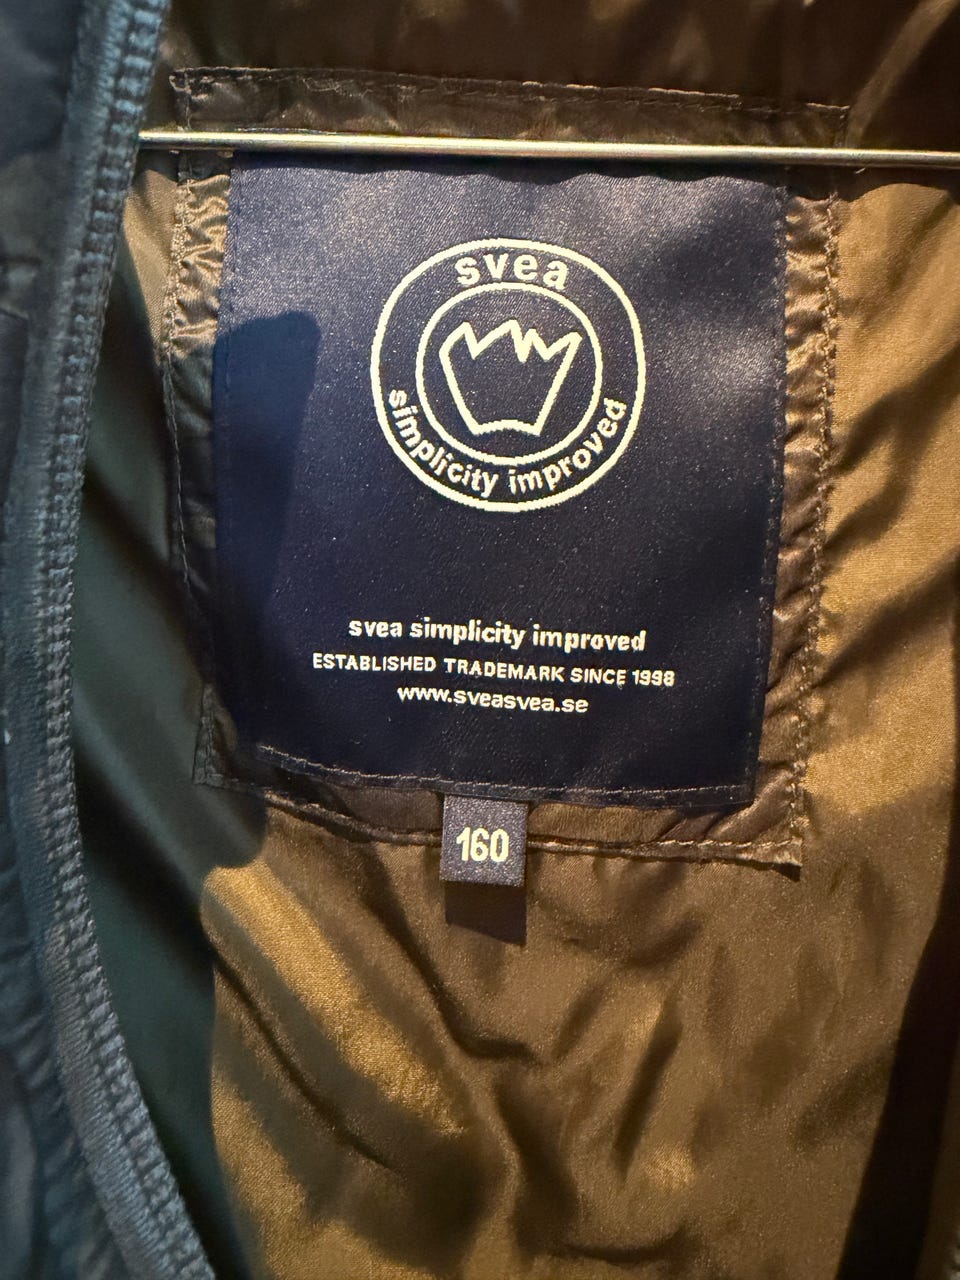 svea
simplicity improved
svea simplicity improved
ESTABLISHED TRADEMARK SINCE 1998
www.sveasvea.se
160